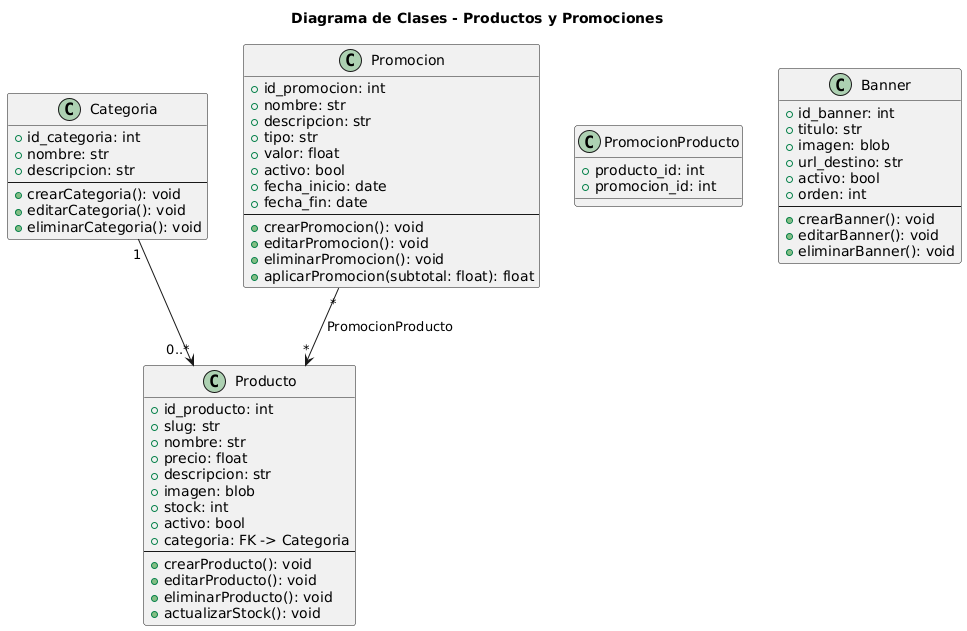 Diagrama de Clases - Productos y Promociones
C Categoria
+ id_categoria: int
+ nombre: str
+ descripcion: str
+ crearCategoria(): void
+ editarCategoria(): void
+ eliminarCategoria(): void
C Promocion
+ id_promocion: int
+ nombre: str
+ descripcion: str
+ tipo: str
+ valor: float
+ activo: bool
+ fecha_inicio: date
+ fecha_fin: date
+ crearPromocion(): void
+ editarPromocion(): void
+ eliminarPromocion(): void
+ aplicarPromocion(subtotal: float): float
C PromocionProducto
+ producto_id: int
+ promocion_id: int
C Banner
+ id_banner: int
+ titulo: str
+ imagen: blob
+ url_destino: str
+ activo: bool
+ orden: int
+ crearBanner(): void
+ editarBanner(): void
+ eliminarBanner(): void
1
0..*
*
PromocionProducto
*
C Producto
+ id_producto: int
+ slug: str
+ nombre: str
+ precio: float
+ descripcion: str
+ imagen: blob
+ stock: int
+ activo: bool
+ categoria: FK -> Categoria
+ crearProducto(): void
+ editarProducto(): void
+ eliminarProducto(): void
+ actualizarStock(): void